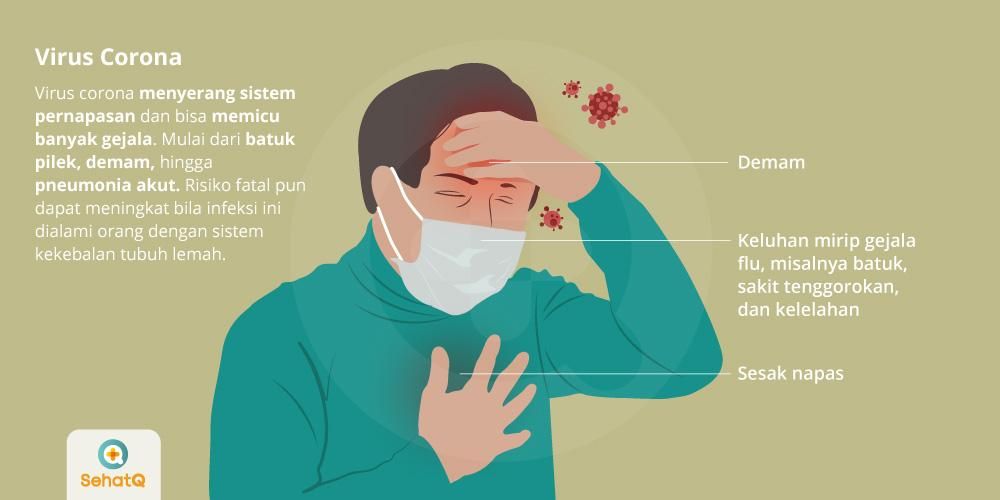 Virus Corona
Virus corona menyerang sistem
pernapasan dan bisa memicu
banyak gejala. Mulai dari batuk
pilek, demam, hingga
pneumonia akut. Risiko fatal pun
dapat meningkat bila infeksi ini
dialami orang dengan sistem
kekebalan tubuh lemah.
Demam
Keluhan mirip gejala
flu, misalnya batuk,
sakit tenggorokan,
dan kelelahan
Sesak napas
SehatQ